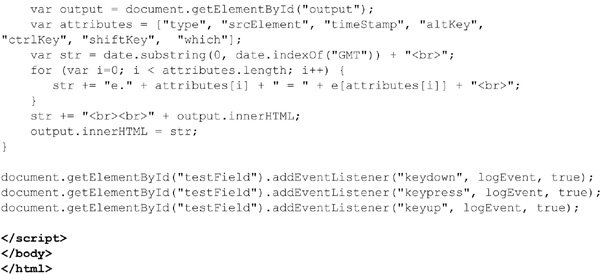 var output = document.getElementById("output");
var attributes = ["type", "srcElement", "timeStamp", "altKey",
"ctrlKey", "shiftKey", "which"];
var str = date.substring(0, date.indexOf("GMT")) + "<br>";
for (var i=0; i < attributes.length; i++) {
str += "e." + attributes[i] + " = " + e[attributes[i]] + "<br>";
}
str += "<br><br>" + output.innerHTML;
output.innerHTML = str;
}
document.getElementById("testField").addEventListener("keydown", logEvent, true);
document.getElementById("testField").addEventListener("keypress", logEvent, true);
document.getElementById("testField").addEventListener("keyup", logEvent, true);
</script>
</body>
</html>